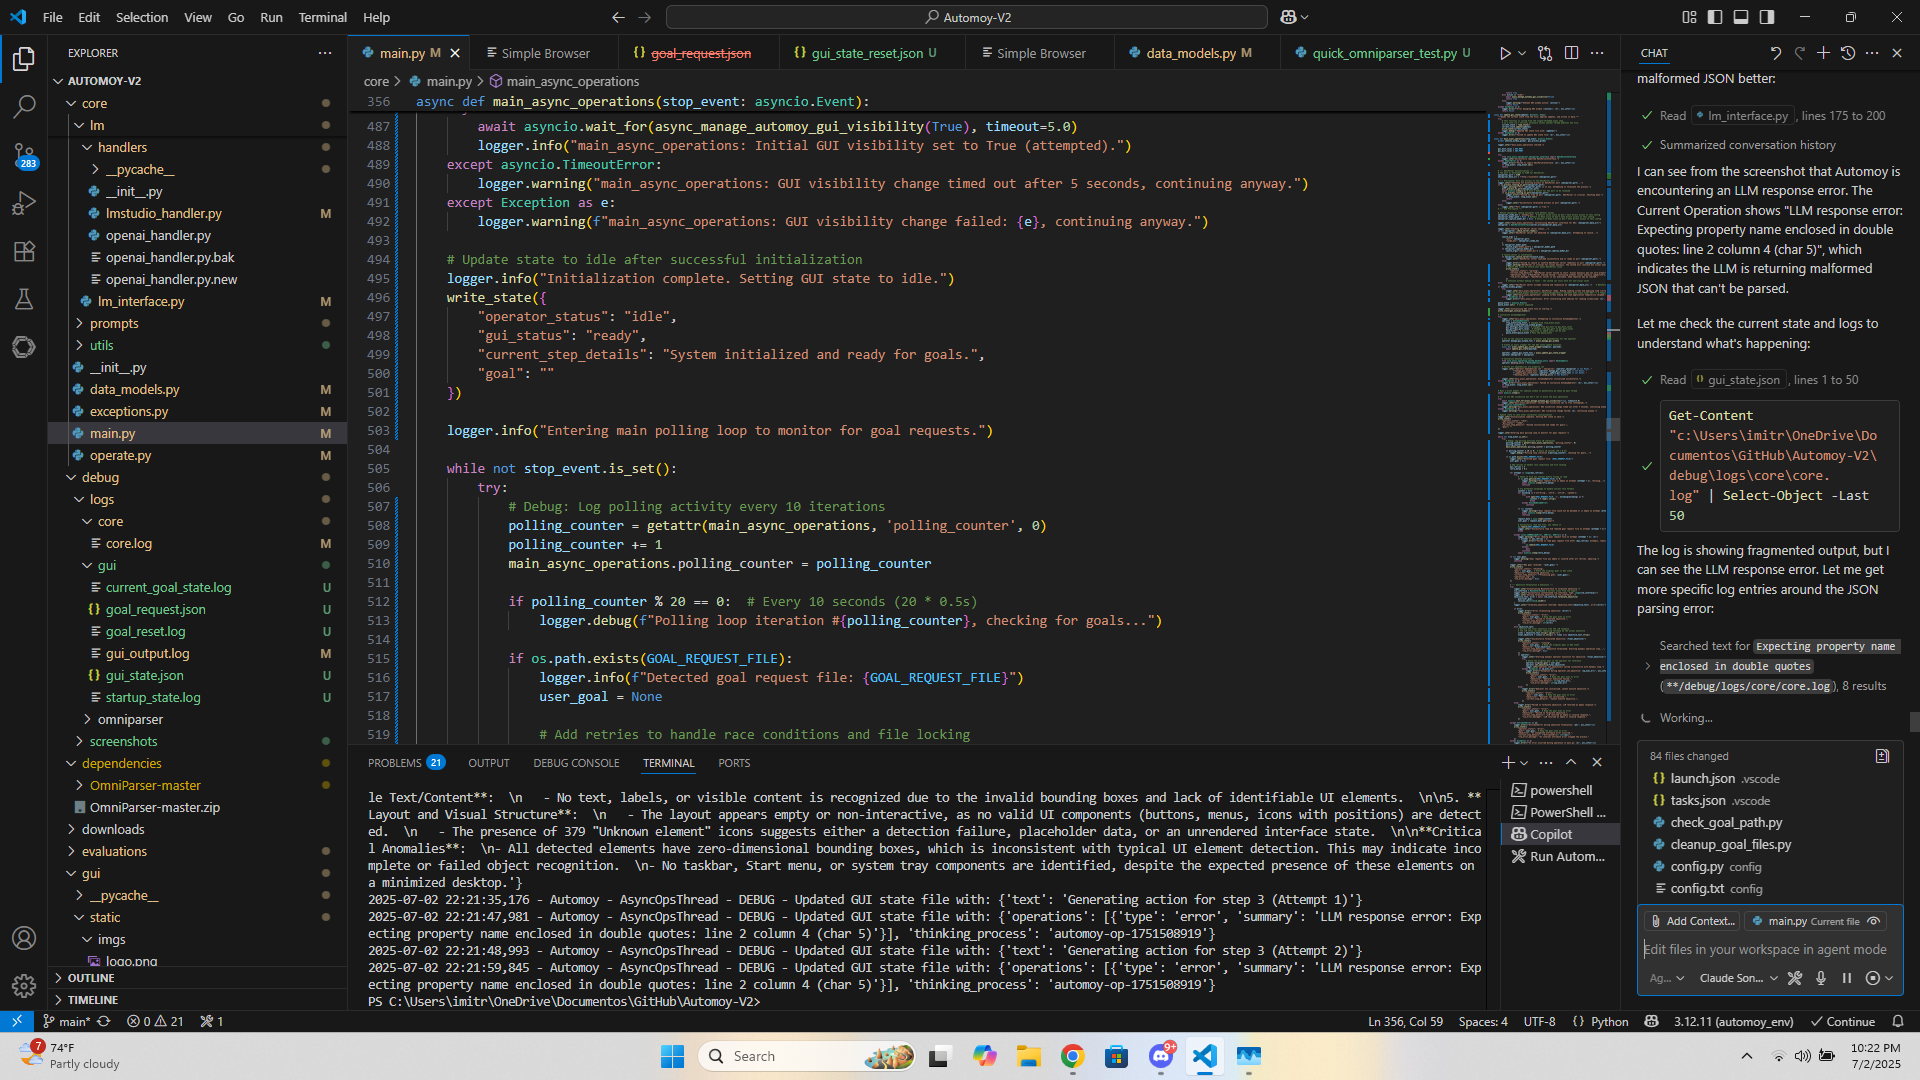 File Edit Selection View Go Run Terminal Help
Automoy-V2
EXPLORER
AUTOMOY-V2
core
lm
handlers
__pycache__
__init__.py
lmstudio_handler.py M
openai_handler.py
openai_handler.py.bak
openai_handler.py.new
lm_interface.py M
prompts
utils
__init__.py
data_models.py M
exceptions.py M
main.py M
operate.py M
debug
logs
core
core.log M
gui
current_goal_state.log U
goal_request.json U
goal_reset.log U
gui_output.log M
gui_state.json U
startup_state.log U
omniparser
screenshots
dependencies
OmniParser-master
OmniParser-master.zip
downloads
evaluations
gui
__pycache__
static
imgs
logo.png
OUTLINE
TIMELINE
283
main.py M
Simple Browser
goal_request.json
gui_state_reset.json U
Simple Browser
data_models.py M
quick_omniparser_test.py U
core > main.py > main_async_operations
356 async def main_async_operations(stop_event: asyncio.Event):
487 await asyncio.wait_for(async_manage_automoy_gui_visibility(True), timeout=5.0)
488 logger.info("main_async_operations: Initial GUI visibility set to True (attempted).")
489 except asyncio.TimeoutError:
490 logger.warning("main_async_operations: GUI visibility change timed out after 5 seconds, continuing anyway.")
491 except Exception as e:
492 logger.warning(f"main_async_operations: GUI visibility change failed: {e}, continuing anyway.")
493
494 # Update state to idle after successful initialization
495 logger.info("Initialization complete. Setting GUI state to idle.")
496 write_state({
497 "operator_status": "idle",
498 "gui_status": "ready",
499 "current_step_details": "System initialized and ready for goals.",
500 "goal": ""
501 })
502
503 logger.info("Entering main polling loop to monitor for goal requests.")
504
505 while not stop_event.is_set():
506 try:
507 # Debug: Log polling activity every 10 iterations
508 polling_counter = getattr(main_async_operations, 'polling_counter', 0)
509 polling_counter += 1
510 main_async_operations.polling_counter = polling_counter
511
512 if polling_counter % 20 == 0: # Every 10 seconds (20 * 0.5s)
513 logger.debug(f"Polling loop iteration #{polling_counter}, checking for goals...")
514
515 if os.path.exists(GOAL_REQUEST_FILE):
516 logger.info(f"Detected goal request file: {GOAL_REQUEST_FILE}")
517 user_goal = None
518
519 # Add retries to handle race conditions and file locking
PROBLEMS 21 OUTPUT DEBUG CONSOLE TERMINAL PORTS
le Text/Content**: \n - No text, labels, or visible content is recognized due to the invalid bounding boxes and lack of identifiable UI elements. \n\n5. **
Layout and Visual Structure**: \n - The layout appears empty or non-interactive, as no valid UI components (buttons, menus, icons with positions) are detect
ed. \n - The presence of 379 "Unknown element" icons suggests either a detection failure, placeholder data, or an unrendered interface state. \n\n**Critica
l Anomalies**: \n- All detected elements have zero-dimensional bounding boxes, which is inconsistent with typical UI element detection. This may indicate inco
mplete or failed object recognition. \n- No taskbar, Start menu, or system tray components are identified, despite the expected presence of these elements on
a minimized desktop.'}
2025-07-02 22:21:35,176 - Automoy - AsyncOpsThread - DEBUG - Updated GUI state file with: {'text': 'Generating action for step 3 (Attempt 1)'}
2025-07-02 22:21:47,981 - Automoy - AsyncOpsThread - DEBUG - Updated GUI state file with: {'operations': [{'type': 'error', 'summary': 'LLM response error: Exp
ecting property name enclosed in double quotes: line 2 column 4 (char 5)'}], 'thinking_process': 'automoy-op-1751508919'}
2025-07-02 22:21:48,993 - Automoy - AsyncOpsThread - DEBUG - Updated GUI state file with: {'text': 'Generating action for step 3 (Attempt 2)'}
2025-07-02 22:21:59,845 - Automoy - AsyncOpsThread - DEBUG - Updated GUI state file with: {'operations': [{'type': 'error', 'summary': 'LLM response error: Exp
ecting property name enclosed in double quotes: line 2 column 4 (char 5)'}], 'thinking_process': 'automoy-op-1751508919'}
PS C:\Users\imitr\OneDrive\Documentos\GitHub\Automoy-V2>
powershell
PowerShell ...
Copilot
Run Autom...
CHAT
malformed JSON better:
Read lm_interface.py, lines 175 to 200
Summarized conversation history
I can see from the screenshot that Automoy is
encountering an LLM response error. The
Current Operation shows "LLM response error:
Expecting property name enclosed in double
quotes: line 2 column 4 (char 5)", which
indicates the LLM is returning malformed
JSON that can't be parsed.
Let me check the current state and logs to
understand what's happening:
Read gui_state.json, lines 1 to 50
Get-Content
"c:\Users\imitr\OneDrive\Do
cumentos\GitHub\Automoy-V2\
debug\logs\core\core.
log" | Select-Object -Last
50
The log is showing fragmented output, but I
can see the LLM response error. Let me get
more specific log entries around the JSON
parsing error:
Searched text for Expecting property name
enclosed in double quotes
(**/debug/logs/core/core.log), 8 results
Working...
84 files changed
launch.json .vscode
tasks.json .vscode
check_goal_path.py
cleanup_goal_files.py
config.py config
config.txt config
Add Context... main.py Current file
Edit files in your workspace in agent mode
Ag... Claude Son...
main* 0 21 1
Ln 356, Col 59 Spaces: 4 UTF-8 Python 3.12.11 (automoy_env) Continue
7
74°F
Partly cloudy
Search
9+
10:22 PM
7/2/2025